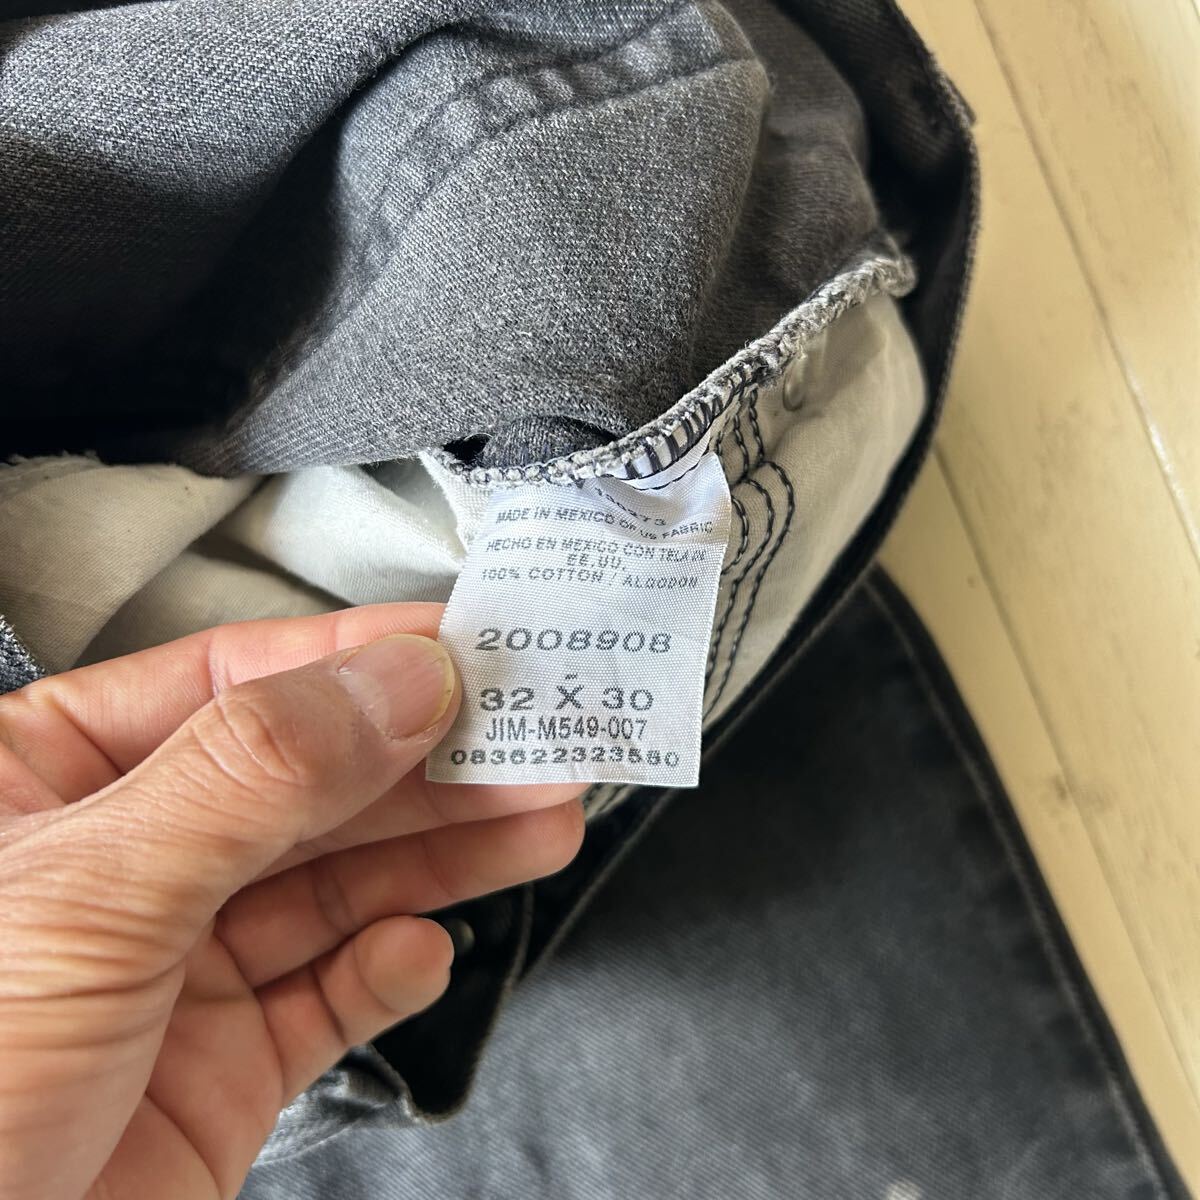 MADE IN MEXICO OF US FABRIC
HECHO EN MEXICO CON TELA DE
EE.UU.
100% COTTON / ALGODON
2008908
32 X 30
JIM-M549-007
083622323580